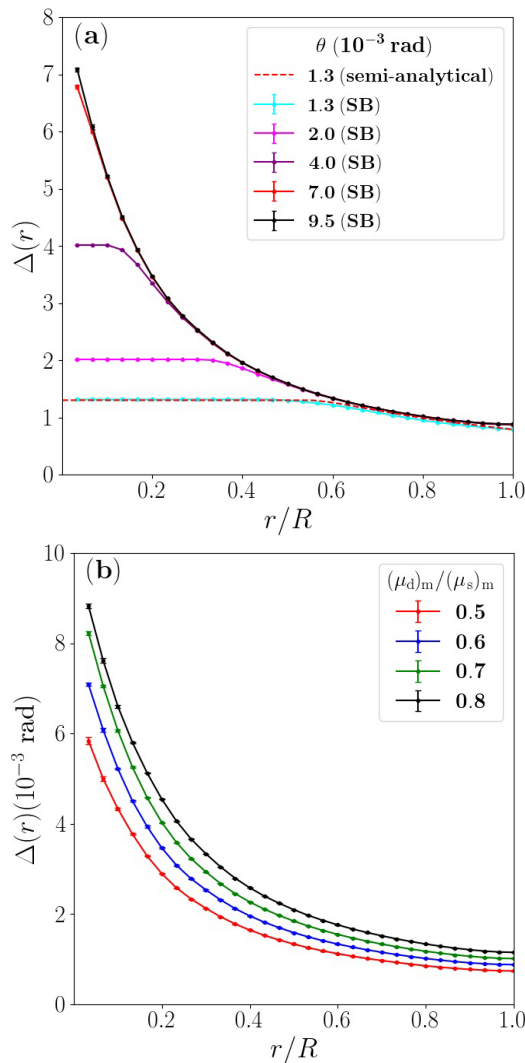 (a)
θ (10⁻³ rad)
1.3 (semi-analytical)
1.3 (SB)
2.0 (SB)
4.0 (SB)
7.0 (SB)
9.5 (SB)
Δ(r)
8
7
6
5
4
3
2
1
0
0.2 0.4 0.6 0.8 1.0
r/R
(b)
(μd)m/(μs)m
0.5
0.6
0.7
0.8
Δ(r)(10⁻³ rad)
10
8
6
4
2
0
0.2 0.4 0.6 0.8 1.0
r/R